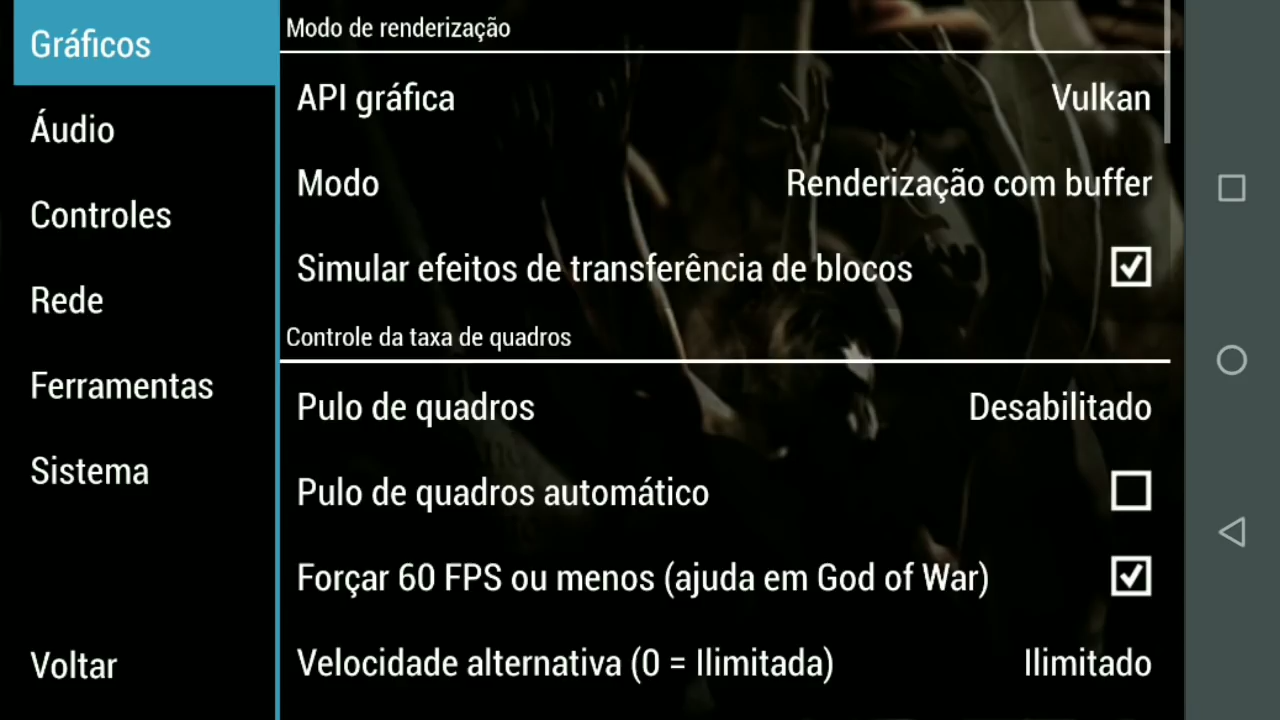 Gráficos
Áudio
Controles
Rede
Ferramentas
Sistema
Voltar
Modo de renderização
API gráfica Vulkan
Modo Renderização com buffer
Simular efeitos de transferência de blocos
Controle da taxa de quadros
Pulo de quadros Desabilitado
Pulo de quadros automático
Forçar 60 FPS ou menos (ajuda em God of War)
Velocidade alternativa (0 = Ilimitada) Ilimitado